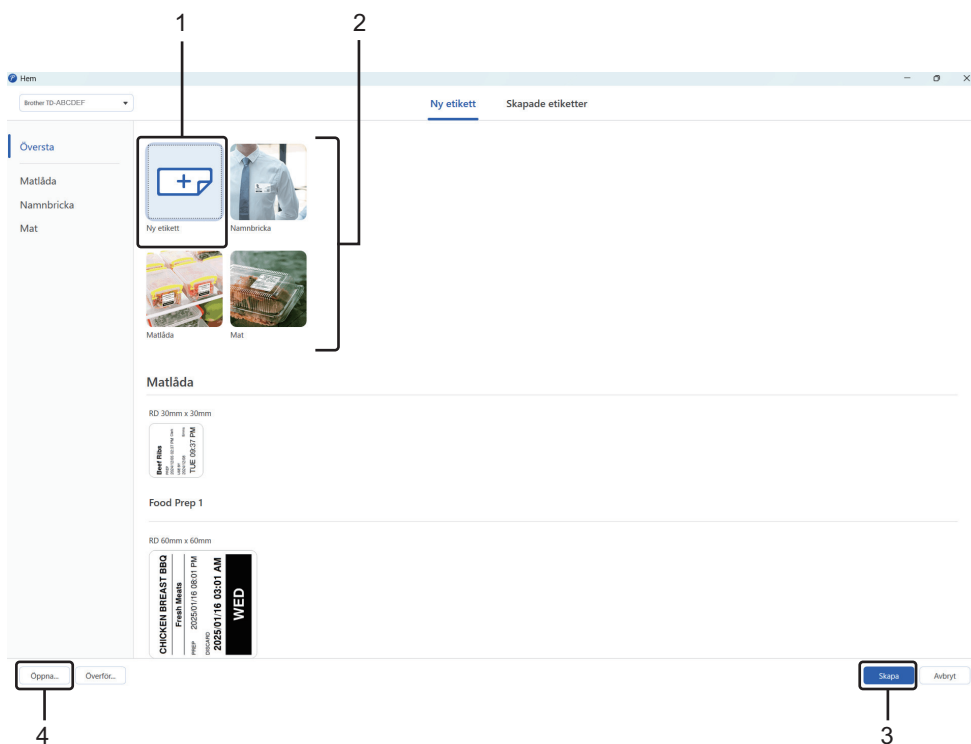 1
2
Hem
Brother TD-ABCDEF
Ny etikett
Skapade etiketter
Översta
Matlåda
Namnbricka
Mat
Ny etikett
Namnbricka
Matlåda
Mat
Matlåda
RD 30mm x 30mm
Beef Ribs
TUE 09:37 PM
Food Prep 1
RD 60mm x 60mm
CHICKEN BREAST BBQ
Fresh Meats
PREP 2025/01/16 08:01 PM
DISCARD
2025/01/16 03:01 AM
WED
Öppna...
Överför...
Skapa
Avbryt
4
3